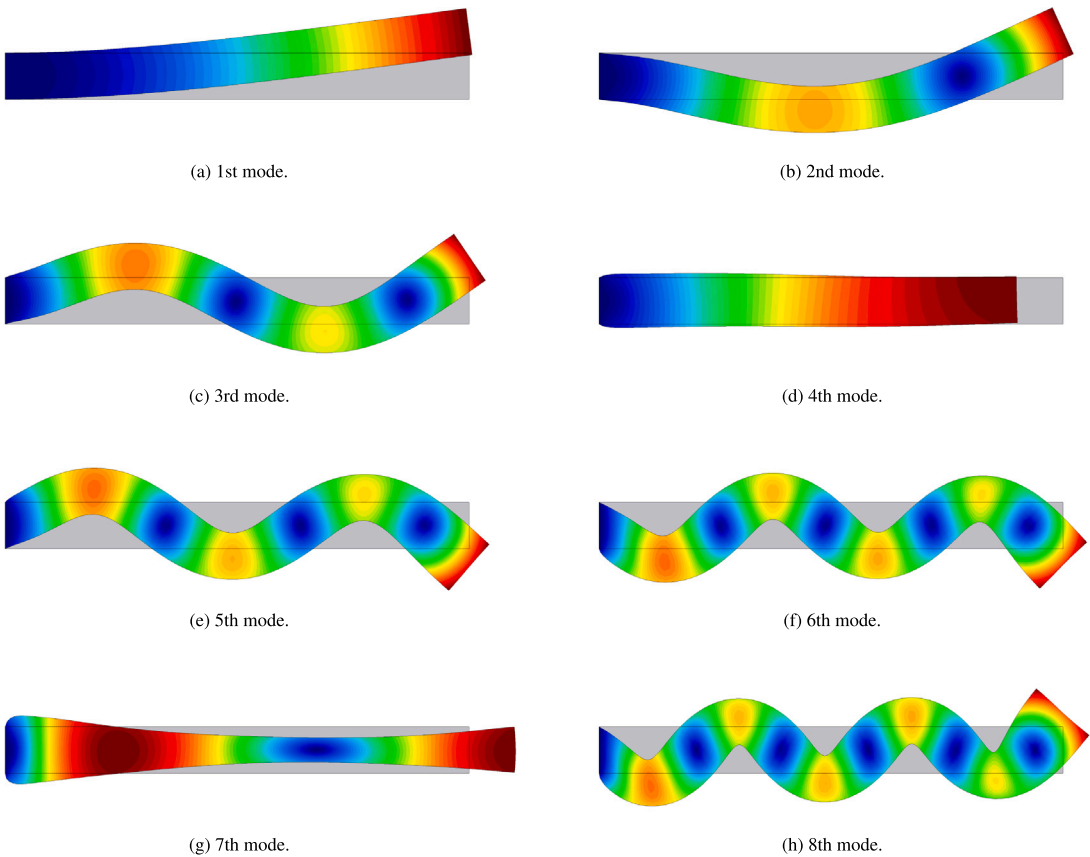 (a) 1st mode.
(b) 2nd mode.
(c) 3rd mode.
(d) 4th mode.
(e) 5th mode.
(f) 6th mode.
(g) 7th mode.
(h) 8th mode.